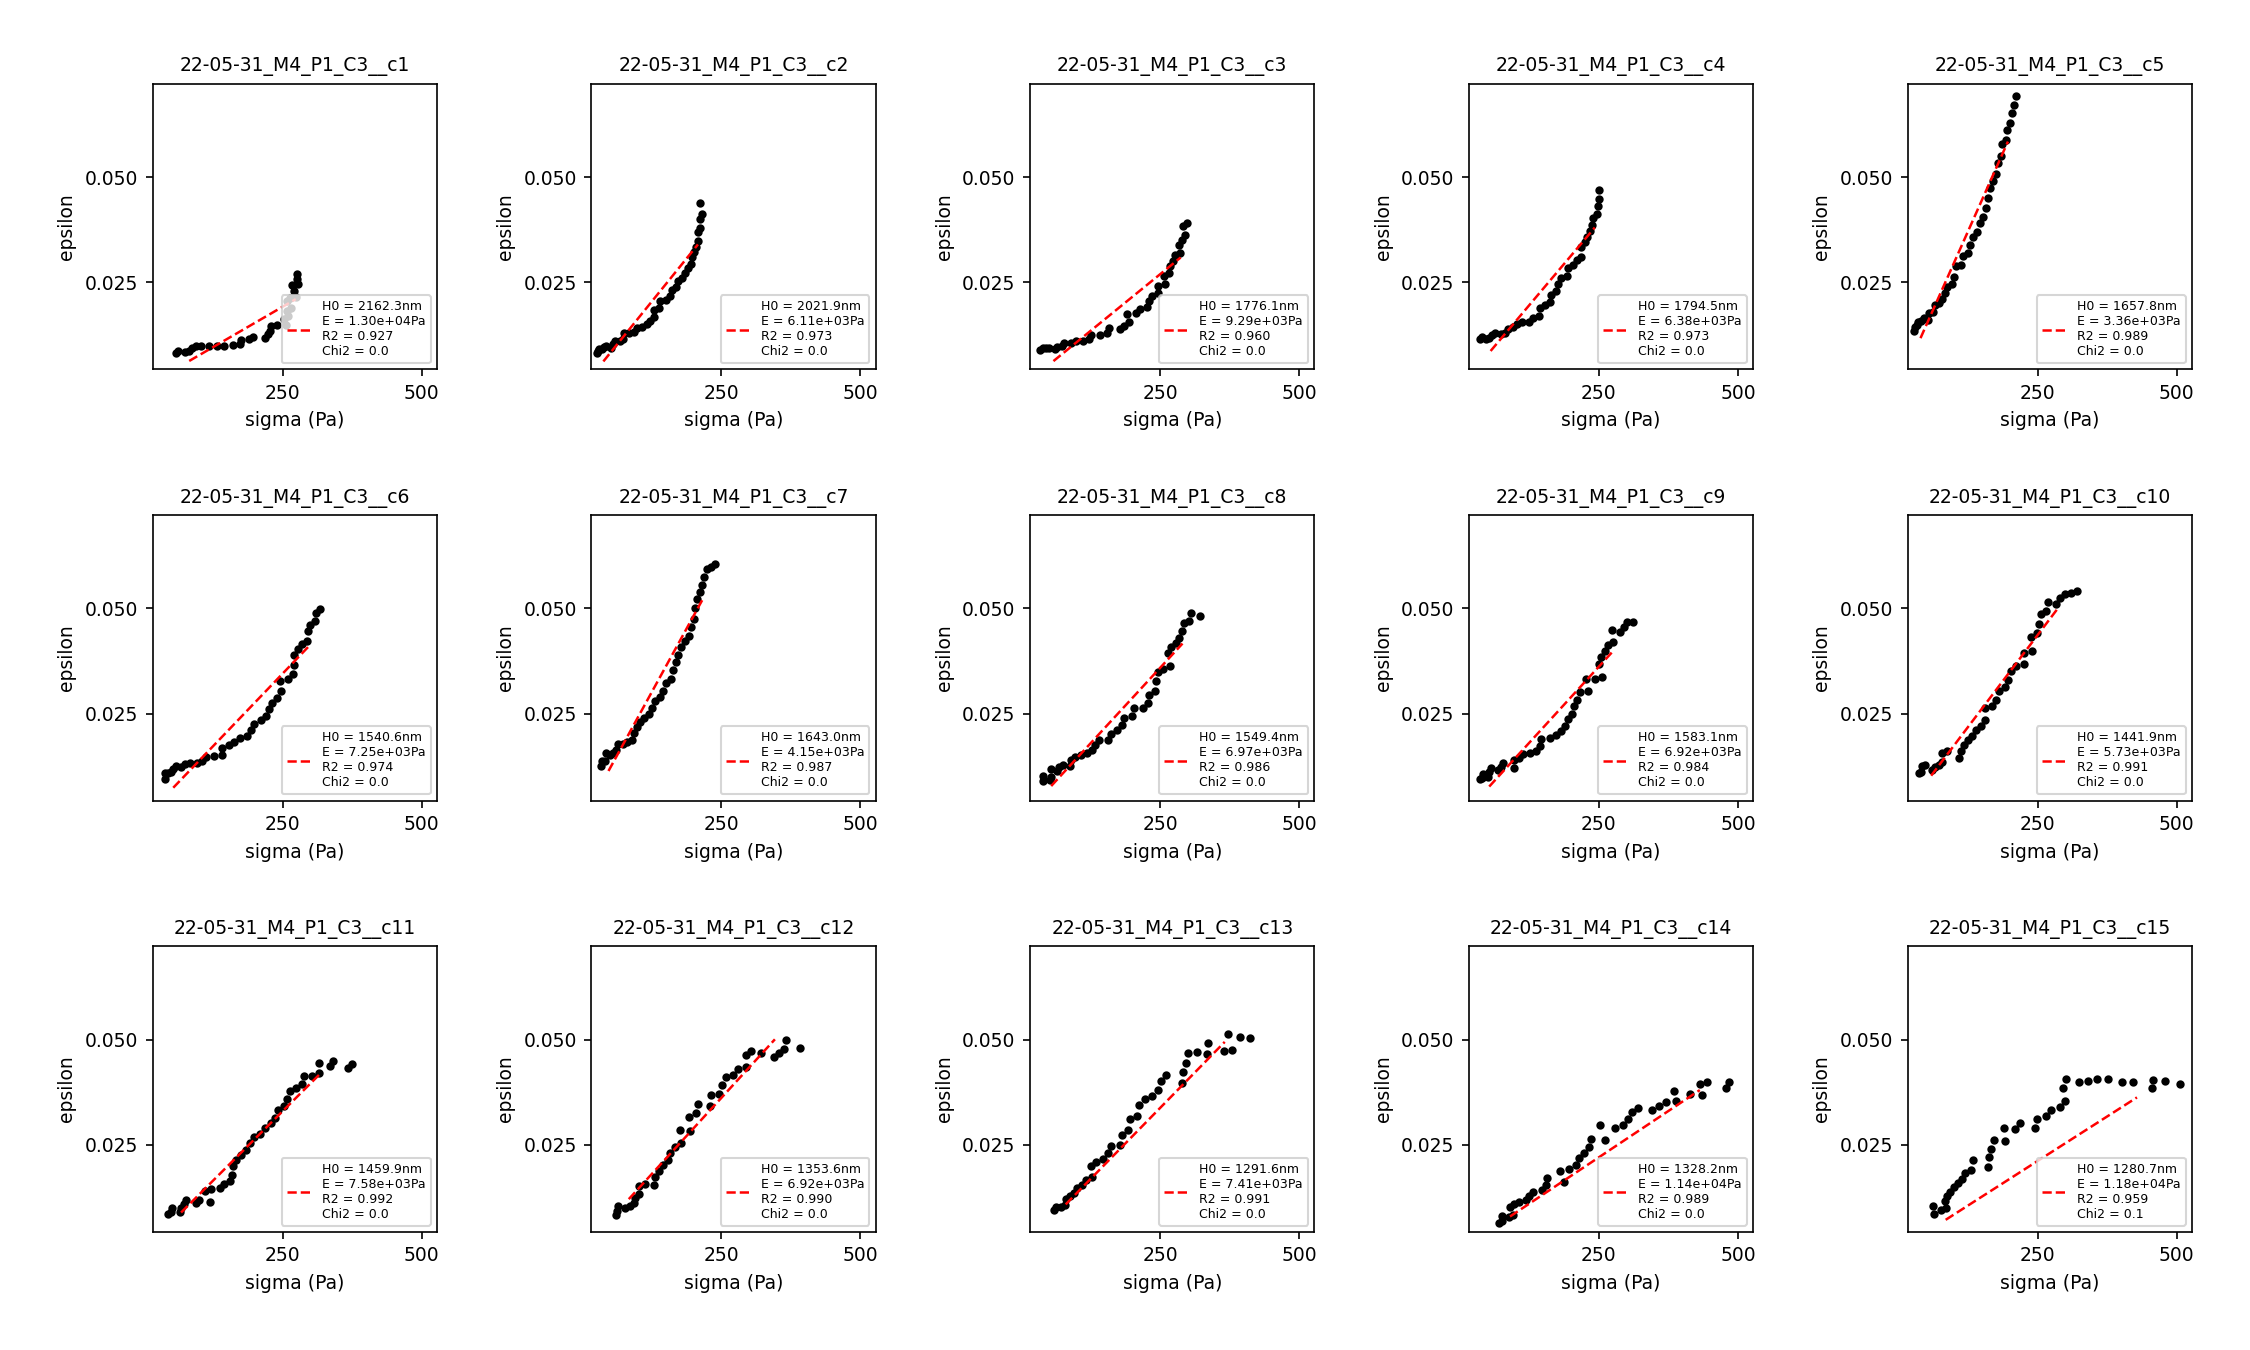 22-05-31_M4_P1_C3__c1
0.050
0.025
epsilon
250
500
sigma (Pa)
H0 = 2162.3nm
E = 1.30e+04Pa
R2 = 0.927
Chi2 = 0.0
22-05-31_M4_P1_C3__c2
0.050
0.025
epsilon
250
500
sigma (Pa)
H0 = 2021.9nm
E = 6.11e+03Pa
R2 = 0.973
Chi2 = 0.0
22-05-31_M4_P1_C3__c3
0.050
0.025
epsilon
250
500
sigma (Pa)
H0 = 1776.1nm
E = 9.29e+03Pa
R2 = 0.960
Chi2 = 0.0
22-05-31_M4_P1_C3__c4
0.050
0.025
epsilon
250
500
sigma (Pa)
H0 = 1794.5nm
E = 6.38e+03Pa
R2 = 0.973
Chi2 = 0.0
22-05-31_M4_P1_C3__c5
0.050
0.025
epsilon
250
500
sigma (Pa)
H0 = 1657.8nm
E = 3.36e+03Pa
R2 = 0.989
Chi2 = 0.0
22-05-31_M4_P1_C3__c6
0.050
0.025
epsilon
250
500
sigma (Pa)
H0 = 1540.6nm
E = 7.25e+03Pa
R2 = 0.974
Chi2 = 0.0
22-05-31_M4_P1_C3__c7
0.050
0.025
epsilon
250
500
sigma (Pa)
H0 = 1643.0nm
E = 4.15e+03Pa
R2 = 0.987
Chi2 = 0.0
22-05-31_M4_P1_C3__c8
0.050
0.025
epsilon
250
500
sigma (Pa)
H0 = 1549.4nm
E = 6.97e+03Pa
R2 = 0.986
Chi2 = 0.0
22-05-31_M4_P1_C3__c9
0.050
0.025
epsilon
250
500
sigma (Pa)
H0 = 1583.1nm
E = 6.92e+03Pa
R2 = 0.984
Chi2 = 0.0
22-05-31_M4_P1_C3__c10
0.050
0.025
epsilon
250
500
sigma (Pa)
H0 = 1441.9nm
E = 5.73e+03Pa
R2 = 0.991
Chi2 = 0.0
22-05-31_M4_P1_C3__c11
0.050
0.025
epsilon
250
500
sigma (Pa)
H0 = 1459.9nm
E = 7.58e+03Pa
R2 = 0.992
Chi2 = 0.0
22-05-31_M4_P1_C3__c12
0.050
0.025
epsilon
250
500
sigma (Pa)
H0 = 1353.6nm
E = 6.92e+03Pa
R2 = 0.990
Chi2 = 0.0
22-05-31_M4_P1_C3__c13
0.050
0.025
epsilon
250
500
sigma (Pa)
H0 = 1291.6nm
E = 7.41e+03Pa
R2 = 0.991
Chi2 = 0.0
22-05-31_M4_P1_C3__c14
0.050
0.025
epsilon
250
500
sigma (Pa)
H0 = 1328.2nm
E = 1.14e+04Pa
R2 = 0.989
Chi2 = 0.0
22-05-31_M4_P1_C3__c15
0.050
0.025
epsilon
250
500
sigma (Pa)
H0 = 1280.7nm
E = 1.18e+04Pa
R2 = 0.959
Chi2 = 0.1